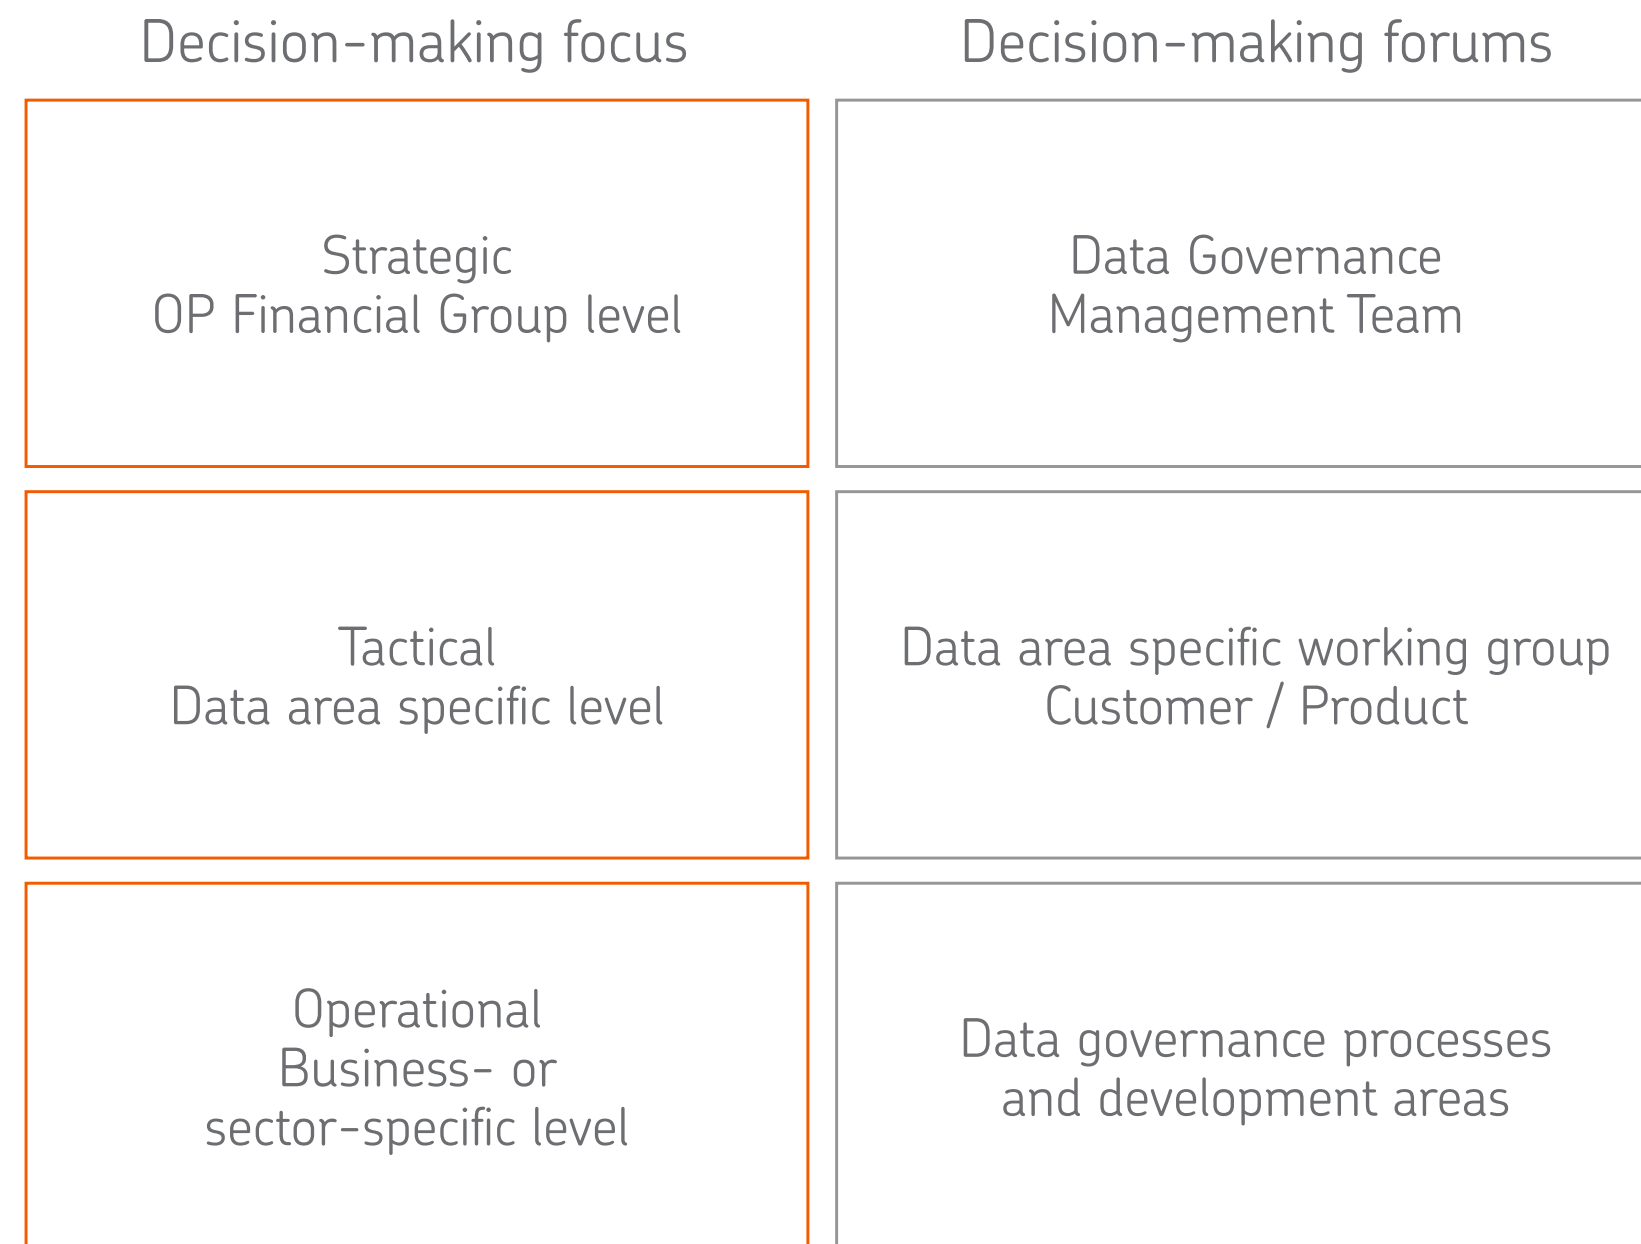 Decision-making focus
Decision-making forums
Strategic
OP Financial Group level
Data Governance
Management Team
Tactical
Data area specific level
Data area specific working group
Customer / Product
Operational
Business- or
sector-specific level
Data governance processes
and development areas